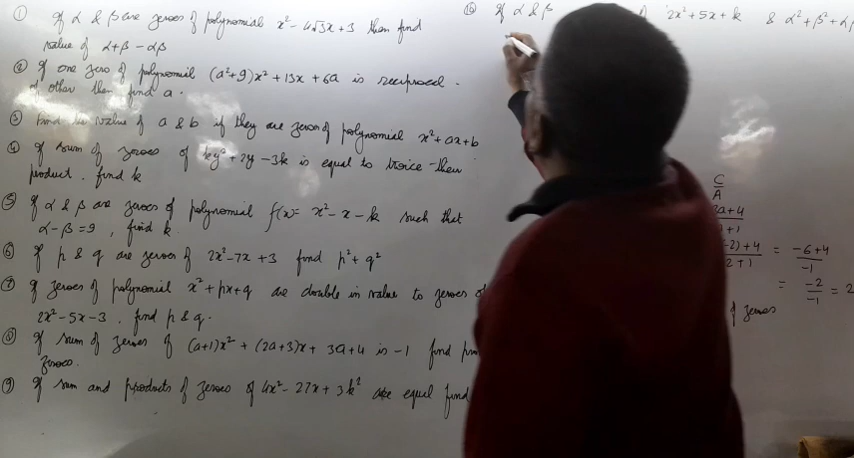 ① If α & β are zeroes of polynomial x² - 4√3x + 3 then find
value of α+β - αβ
② If one zero of polynomial (a²+9)x² + 13x + 6a is reciprocal
of other then find a.
③ Find the value of a & b if they are zeroes of polynomial x² + ax + b
④ If sum of zeroes of ky² + 2y - 3k is equal to twice their
product. find k
⑤ If α & β are zeroes of polynomial f(x) = x² - x - k such that
α - β = 9, find k.
⑥ If p & q are zeroes of 2x² - 7x + 3 find p² + q²
⑦ If zeroes of polynomial x² + px + q are double in value to zeroes of
2x² - 5x - 3. find p & q.
⑧ If sum of zeroes of (a+1)x² + (2a+3)x + 3a+4 is -1 find
zeroes.
⑨ If sum and products of zeroes of 4x² - 27x + 3k² are equal find
⑩ If α & β 2x² + 5x + k & α² + β² + αβ
C
A
3a+4
+1
-2) + 4 = -6+4
2+1 -1
= -2 = 2
-1
of zeroes